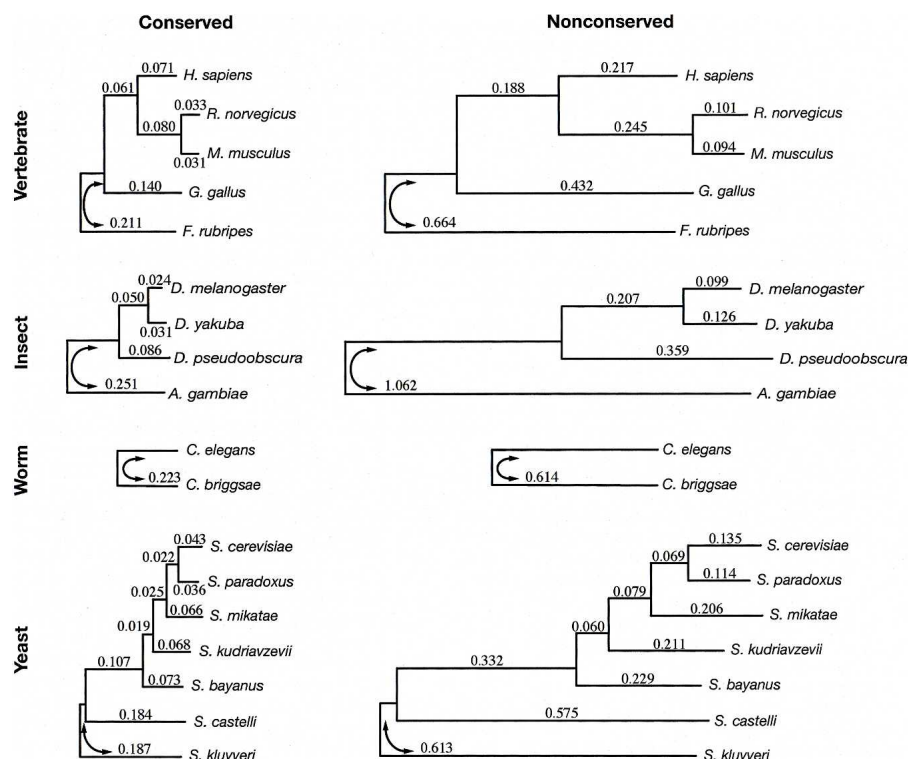 Conserved Nonconserved
Vertebrate
0.071 H. sapiens
0.061
0.033 R. norvegicus
0.080
0.031 M. musculus
0.140 G. gallus
0.211 F. rubripes
0.217 H. sapiens
0.188
0.101 R. norvegicus
0.245
0.094 M. musculus
0.432 G. gallus
0.664 F. rubripes
Insect
0.024 D. melanogaster
0.050
0.031 D. yakuba
0.086 D. pseudoobscura
0.251 A. gambiae
0.099 D. melanogaster
0.207
0.126 D. yakuba
0.359 D. pseudoobscura
1.062 A. gambiae
Worm
C. elegans
0.223 C. briggsae
C. elegans
0.614 C. briggsae
Yeast
0.043 S. cerevisiae
0.022
0.036 S. paradoxus
0.025
0.066 S. mikatae
0.019
0.068 S. kudriavzevii
0.107
0.073 S. bayanus
0.184 S. castelli
0.187 S. kluyveri
0.135 S. cerevisiae
0.069
0.114 S. paradoxus
0.079
0.206 S. mikatae
0.060
0.211 S. kudriavzevii
0.332
0.229 S. bayanus
0.575 S. castelli
0.613 S. kluyveri